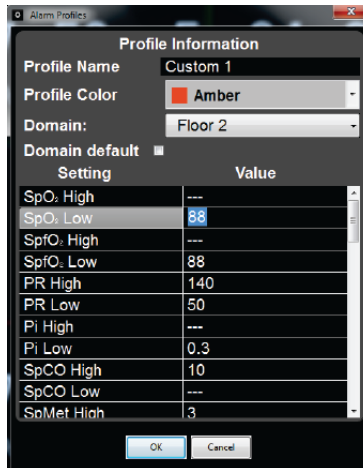 Alarm Profiles
Profile Information
Profile Name Custom 1
Profile Color Amber
Domain: Floor 2
Domain default
Setting Value
SpO₂ High ---
SpO₂ Low 88
SpfO₂ High ---
SpfO₂ Low 88
PR High 140
PR Low 50
Pi High ---
Pi Low 0.3
SpCO High 10
SpCO Low ---
SpMet High 3
OK Cancel